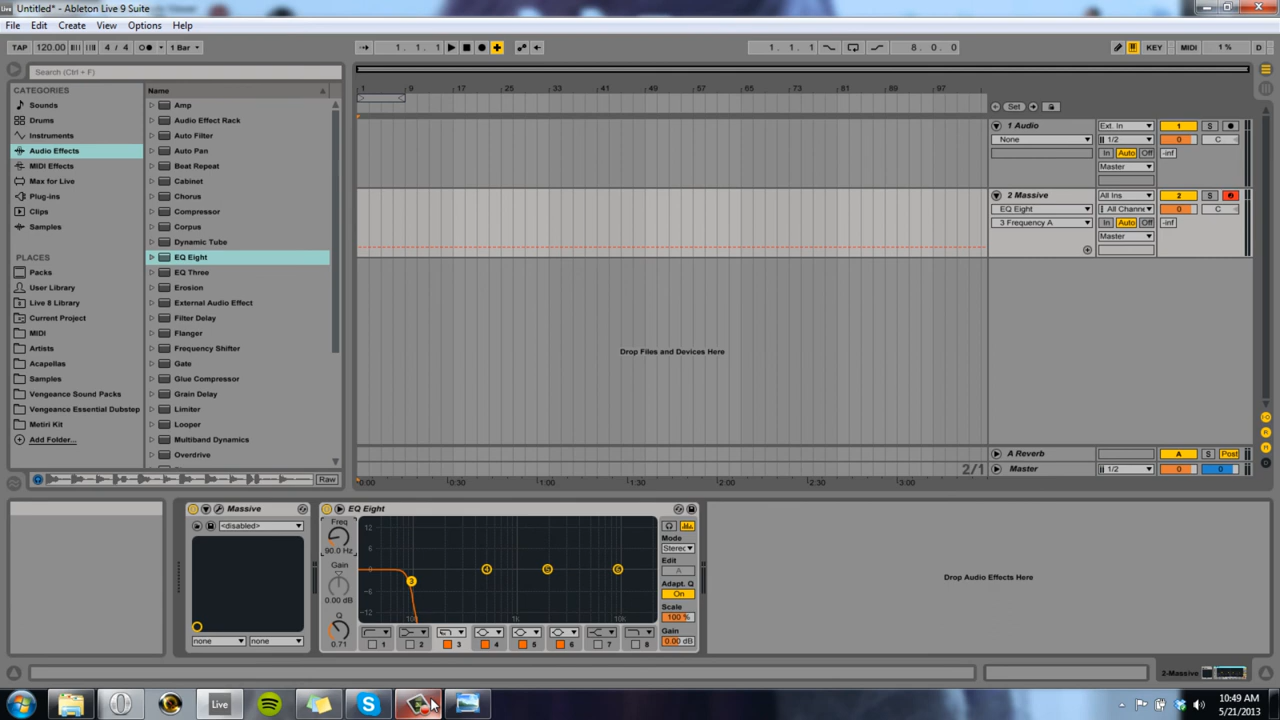 Untitled* - Ableton Live 9 Suite
File Edit Create View Options Help
TAP 120.00 4 / 4 1 Bar 1. 1. 1 1. 1. 1 8. 0. 0 KEY MIDI 1 % D
Search (Ctrl + F)
CATEGORIES
Sounds
Drums
Instruments
Audio Effects
MIDI Effects
Max for Live
Plug-ins
Clips
Samples
PLACES
Packs
User Library
Live 8 Library
Current Project
MIDI
Artists
Acapellas
Samples
Vengeance Sound Packs
Vengeance Essential Dubstep
Metiri Kit
Add Folder...
Name
Amp
Audio Effect Rack
Auto Filter
Auto Pan
Beat Repeat
Cabinet
Chorus
Compressor
Corpus
Dynamic Tube
EQ Eight
EQ Three
Erosion
External Audio Effect
Filter Delay
Flanger
Frequency Shifter
Gate
Glue Compressor
Grain Delay
Limiter
Looper
Multiband Dynamics
Overdrive
Raw
1 9 17 25 33 41 49 57 65 73 81 89 97
Set
1 Audio Ext. In 1 S
None 1/2 0 C
In Auto Off -inf
Master
2 Massive All Ins 2 S
EQ Eight All Channe 0 C
3 Frequency A In Auto Off -inf
Master
Drop Files and Devices Here
A Reverb A S Post
2/1 Master 1/2 0 0
0:00 0:30 1:00 1:30 2:00 2:30 3:00
Massive
<disabled>
none none
EQ Eight
Freq
90.0 Hz
Gain
0.00 dB
Q
0.71
12
6
0
-6
-12
3 4 5 6
100 1k 10k
1 2 3 4 5 6 7 8
Mode
Stereo
Edit
A
Adapt. Q
On
Scale
100 %
Gain
0.00 dB
Drop Audio Effects Here
2-Massive
Live
10:49 AM
5/21/2013